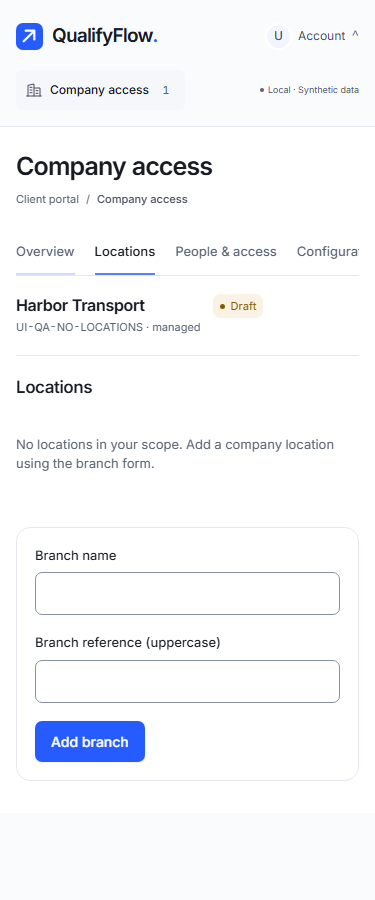 QualifyFlow.
U Account ^
Company access 1
Local · Synthetic data
Company access
Client portal / Company access
Overview Locations People & access Configurat
Harbor Transport
Draft
UI-QA-NO-LOCATIONS · managed
Locations
No locations in your scope. Add a company location
using the branch form.
Branch name
Branch reference (uppercase)
Add branch